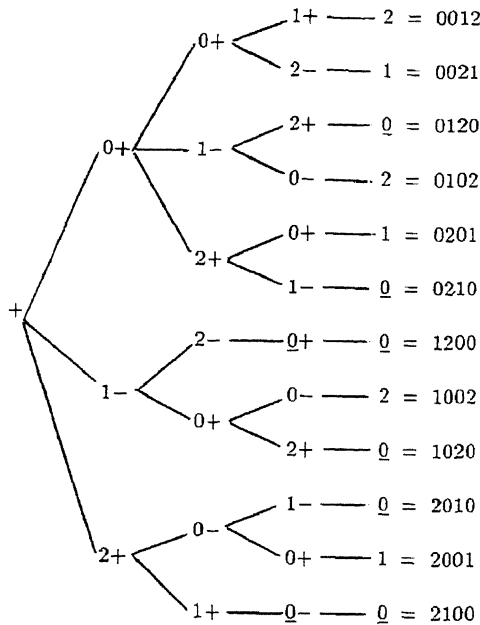 1+ 2 = 0012
0+
2− 1 = 0021
2+ 0 = 0120
0+ 1−
0− 2 = 0102
0+ 1 = 0201
2+
1− 0 = 0210
+
2− 0+ 0 = 1200
1−
0− 2 = 1002
0+
2+ 0 = 1020
1− 0 = 2010
0−
2+ 0+ 1 = 2001
1+ 0− 0 = 2100